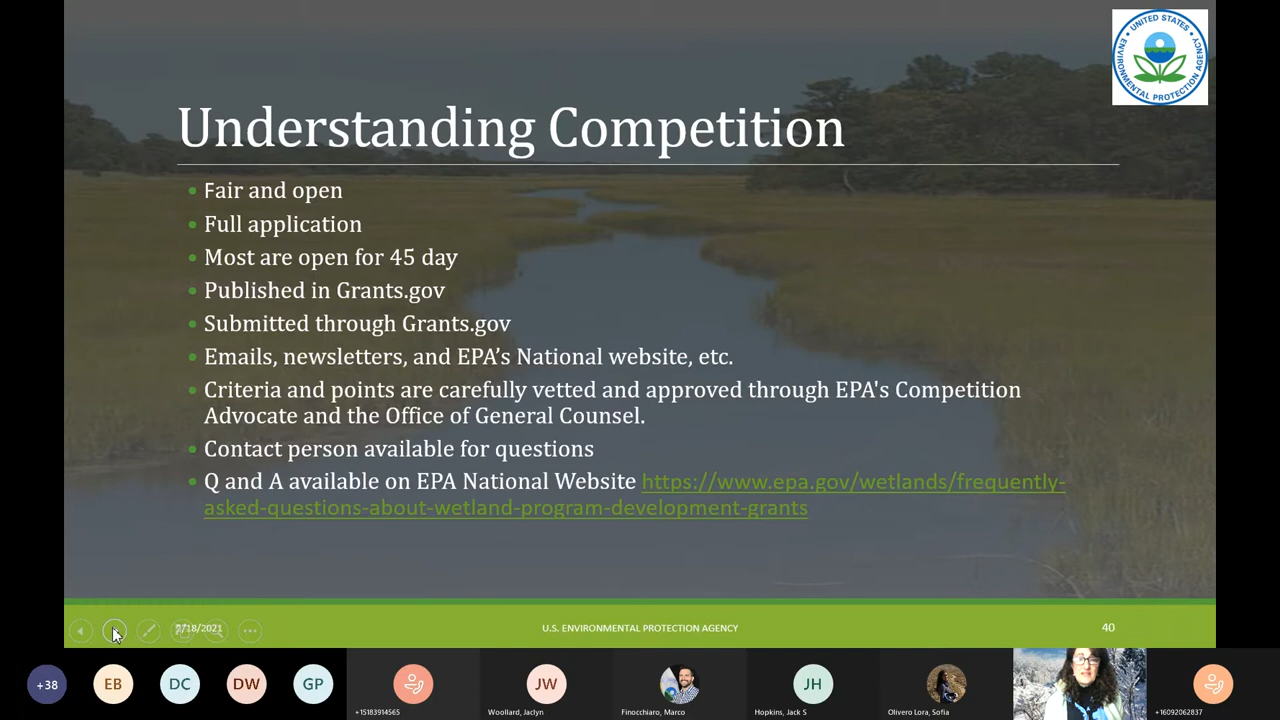 UNITED STATES
ENVIRONMENTAL PROTECTION AGENCY
Understanding Competition
Fair and open
Full application
Most are open for 45 day
Published in Grants.gov
Submitted through Grants.gov
Emails, newsletters, and EPA’s National website, etc.
Criteria and points are carefully vetted and approved through EPA's Competition
Advocate and the Office of General Counsel.
Contact person available for questions
Q and A available on EPA National Website https://www.epa.gov/wetlands/frequently-
asked-questions-about-wetland-program-development-grants
/18/2021
U.S. ENVIRONMENTAL PROTECTION AGENCY
40
+38
EB
DC
DW
GP
JW
JH
+15183914565
Woollard, Jaclyn
Finocchiaro, Marco
Hopkins, Jack S
Olivero Lora, Sofia
+16092062837